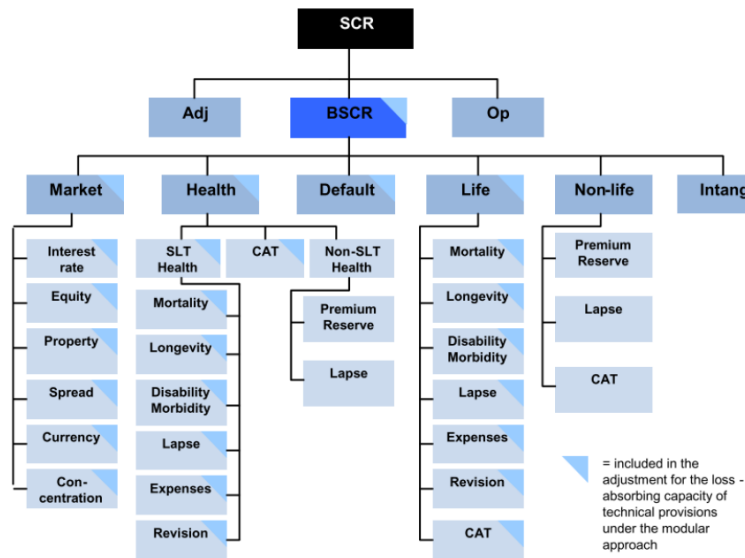 SCR
Adj
BSCR
Op
Market
Health
Default
Life
Non-life
Intang
Interest
rate
Equity
Property
Spread
Currency
Con-
centration
SLT
Health
CAT
Non-SLT
Health
Mortality
Longevity
Disability
Morbidity
Lapse
Expenses
Revision
Premium
Reserve
Lapse
Mortality
Longevity
Disability
Morbidity
Lapse
Expenses
Revision
CAT
Premium
Reserve
Lapse
CAT
= included in the
adjustment for the loss -
absorbing capacity of
technical provisions
under the modular
approach